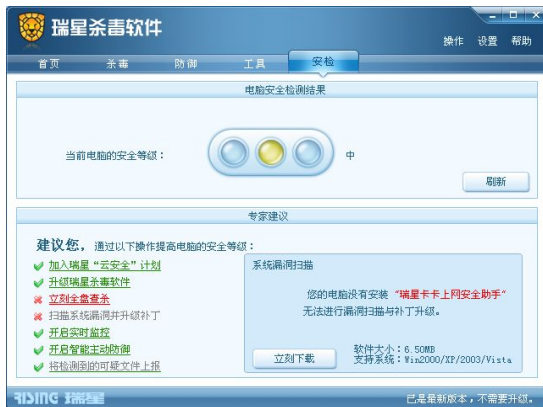 瑞星杀毒软件
操作 设置 帮助
首页 杀毒 防御 工具 安检
电脑安全检测结果
当前电脑的安全等级：
中
刷新
专家建议
建议您，通过以下操作提高电脑的安全等级：
加入瑞星“云安全”计划
升级瑞星杀毒软件
立刻全盘查杀
扫描系统漏洞并升级补丁
开启实时监控
开启智能主动防御
将检测到的可疑文件上报
系统漏洞扫描
您的电脑没有安装“瑞星卡卡上网安全助手”
无法进行漏洞扫描与补丁升级。
立刻下载
软件大小：6.50MB
支持系统：Win2000/XP/2003/Vista
RISING 瑞星
已是最新版本，不需要升级。